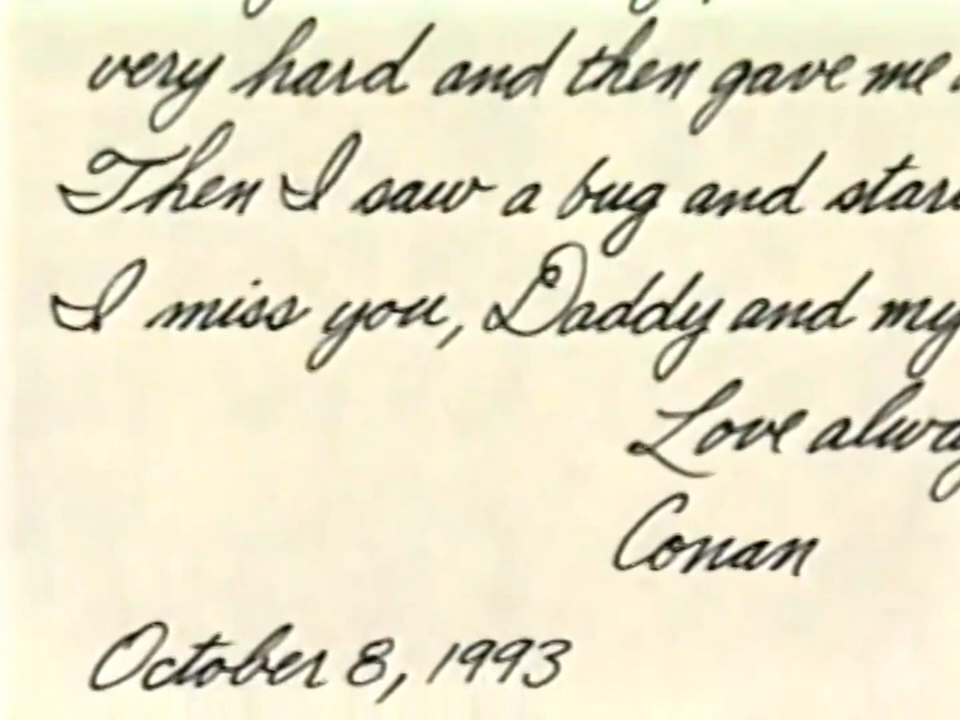 very hard and then gave me
Then I saw a bug and
I miss you, Daddy and my
Love
Conan
October 8, 1993